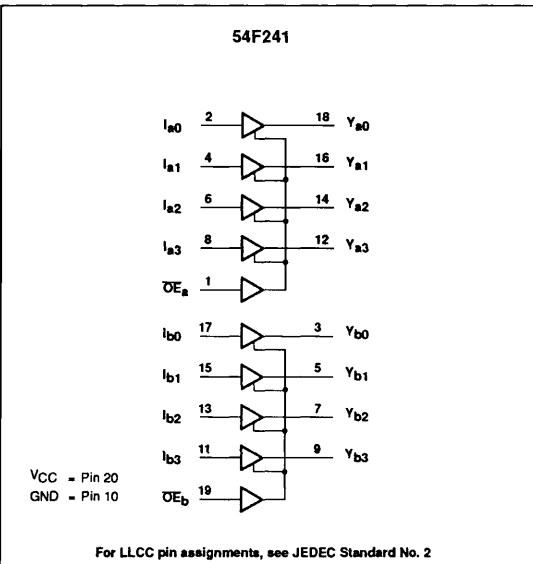 54F241
Ia0 2 18 Ya0
Ia1 4 16 Ya1
Ia2 6 14 Ya2
Ia3 8 12 Ya3
O̅E̅a 1
Ib0 17 3 Yb0
Ib1 15 5 Yb1
Ib2 13 7 Yb2
Ib3 11 9 Yb3
O̅E̅b 19
VCC = Pin 20
GND = Pin 10
For LLCC pin assignments, see JEDEC Standard No. 2